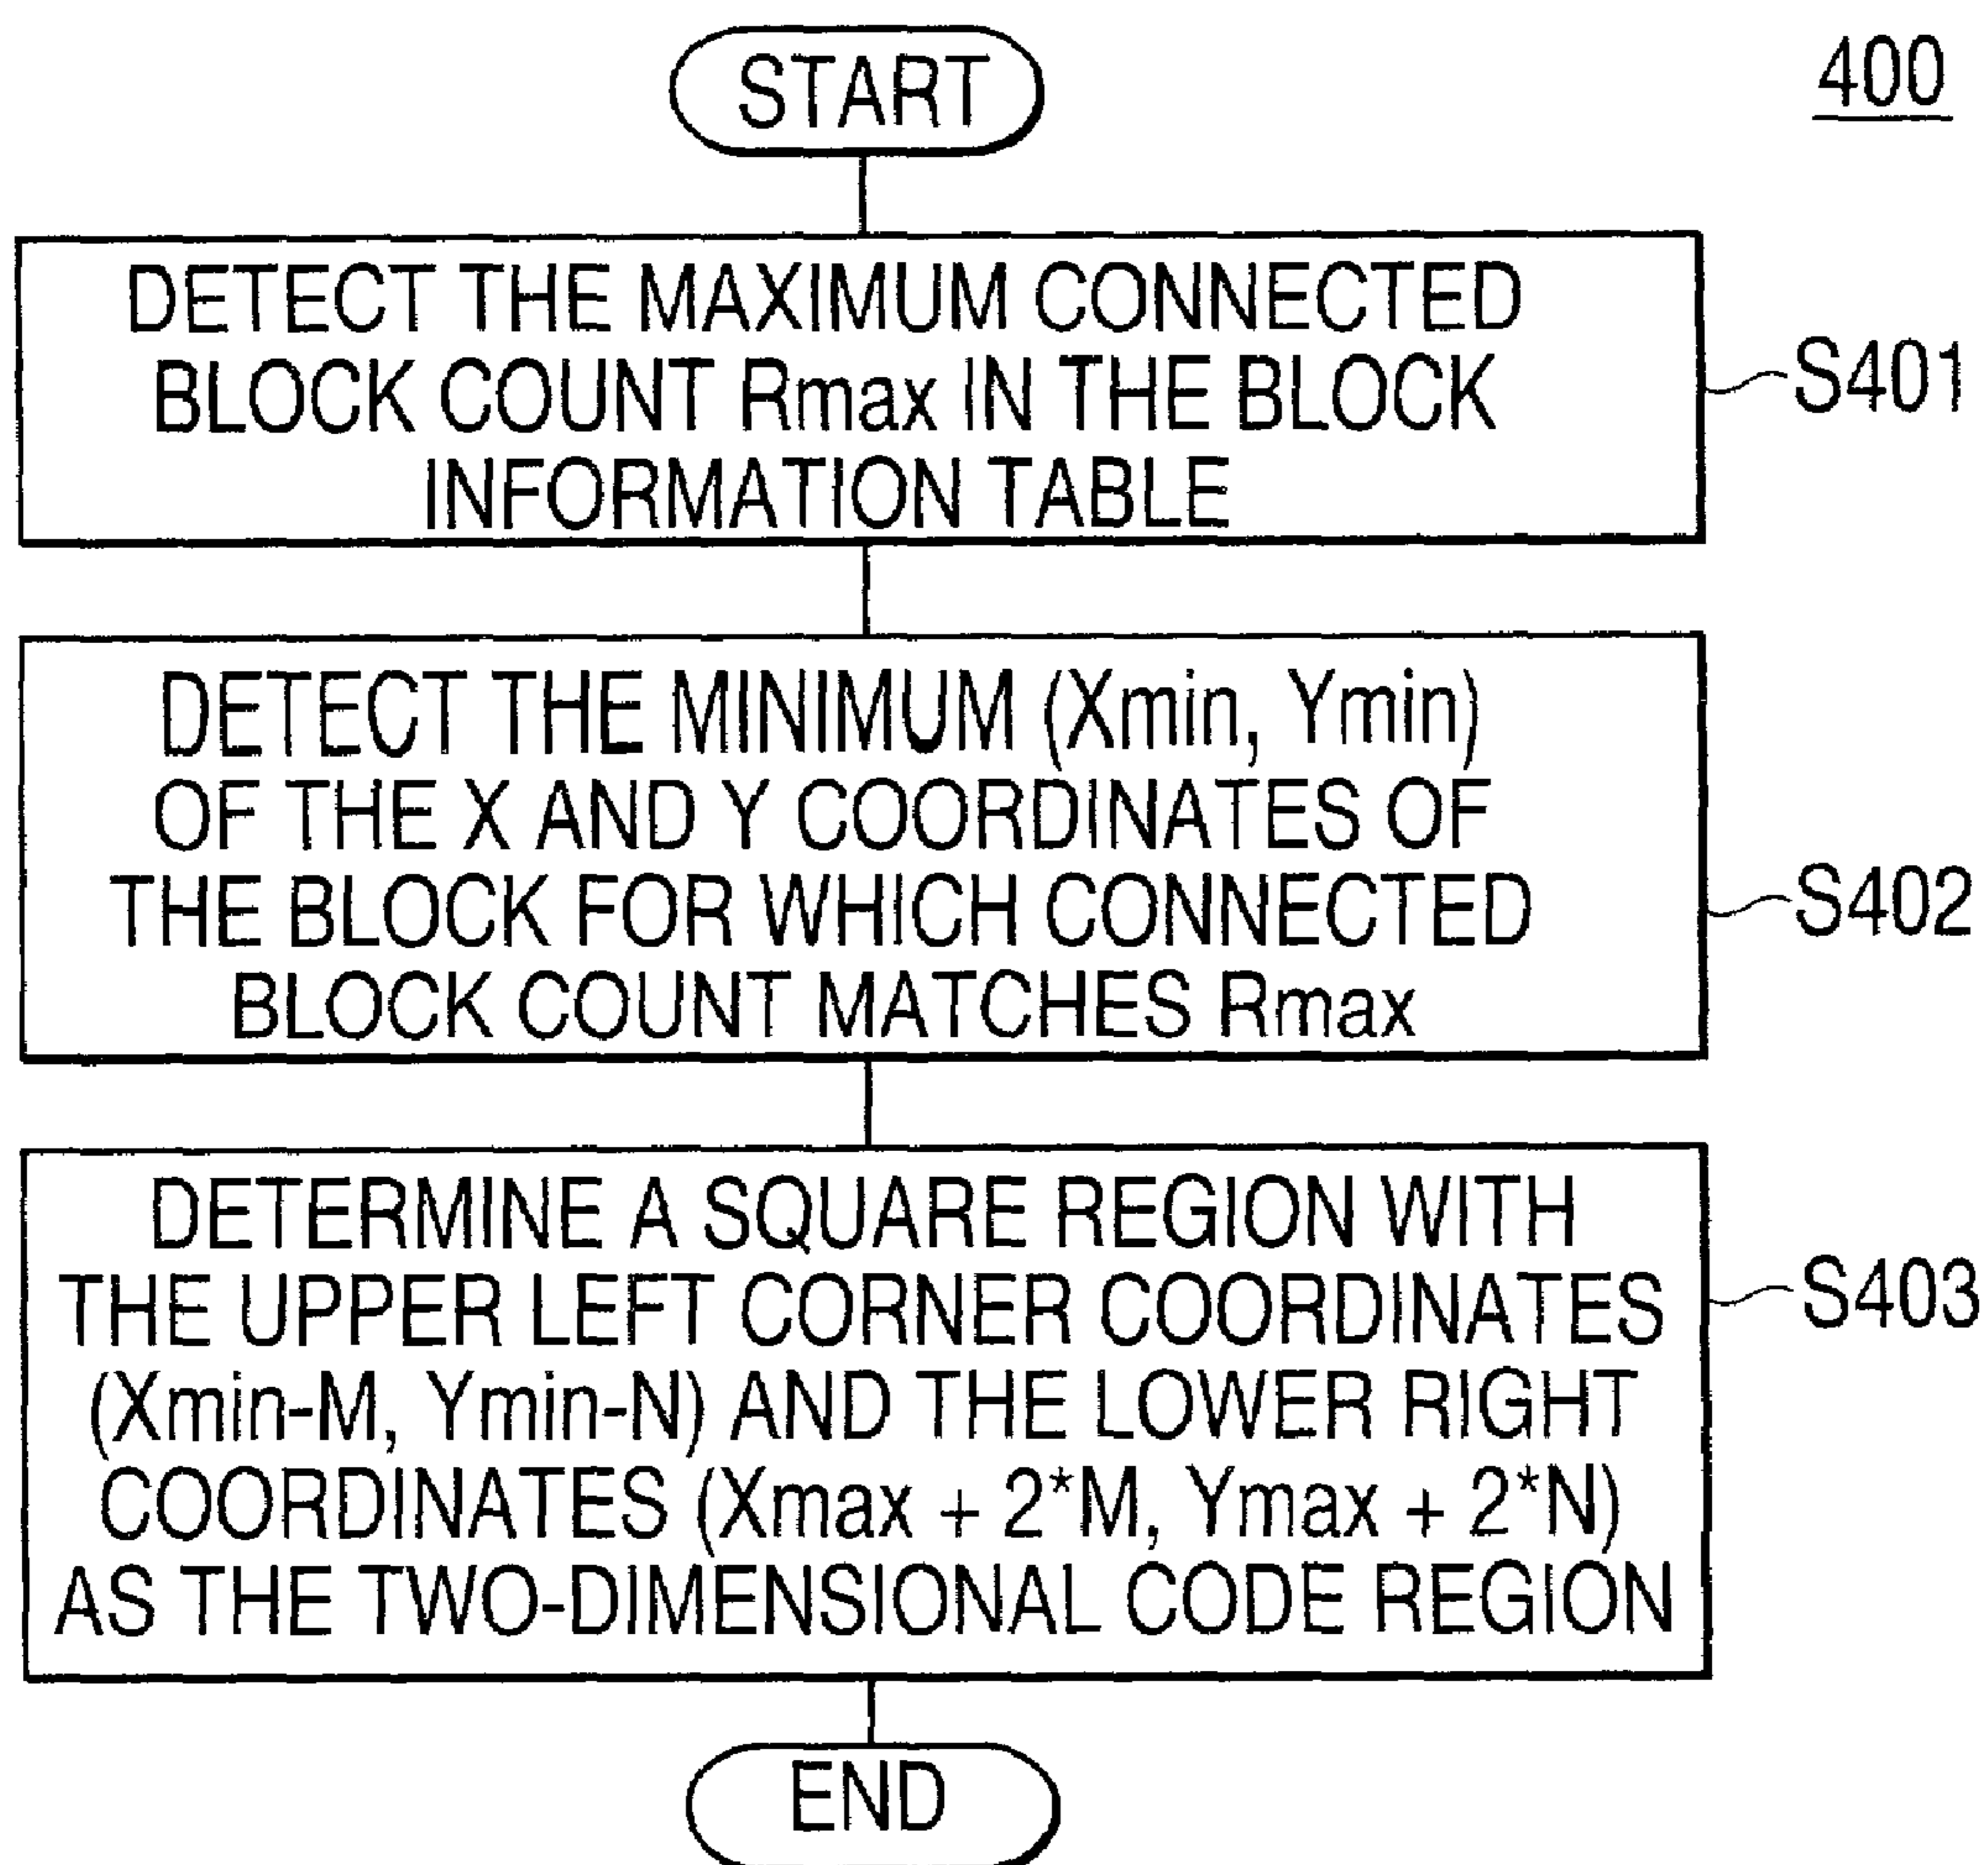 START
400
DETECT THE MAXIMUM CONNECTED
BLOCK COUNT Rmax IN THE BLOCK
INFORMATION TABLE
S401
DETECT THE MINIMUM (Xmin, Ymin)
OF THE X AND Y COORDINATES OF
THE BLOCK FOR WHICH CONNECTED
BLOCK COUNT MATCHES Rmax
S402
DETERMINE A SQUARE REGION WITH
THE UPPER LEFT CORNER COORDINATES
(Xmin-M, Ymin-N) AND THE LOWER RIGHT
COORDINATES (Xmax + 2*M, Ymax + 2*N)
AS THE TWO-DIMENSIONAL CODE REGION
S403
END